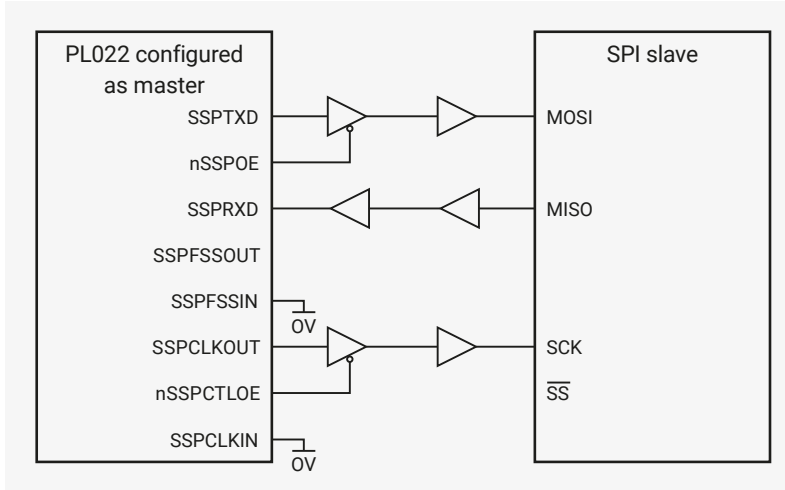 PL022 configured
as master
SPI slave
SSPTXD
MOSI
nSSPOE
SSPRXD
MISO
SSPFSSOUT
SSPFSSIN
0V
SSPCLKOUT
SCK
nSSPCTLOE
SS
SSPCLKIN
0V